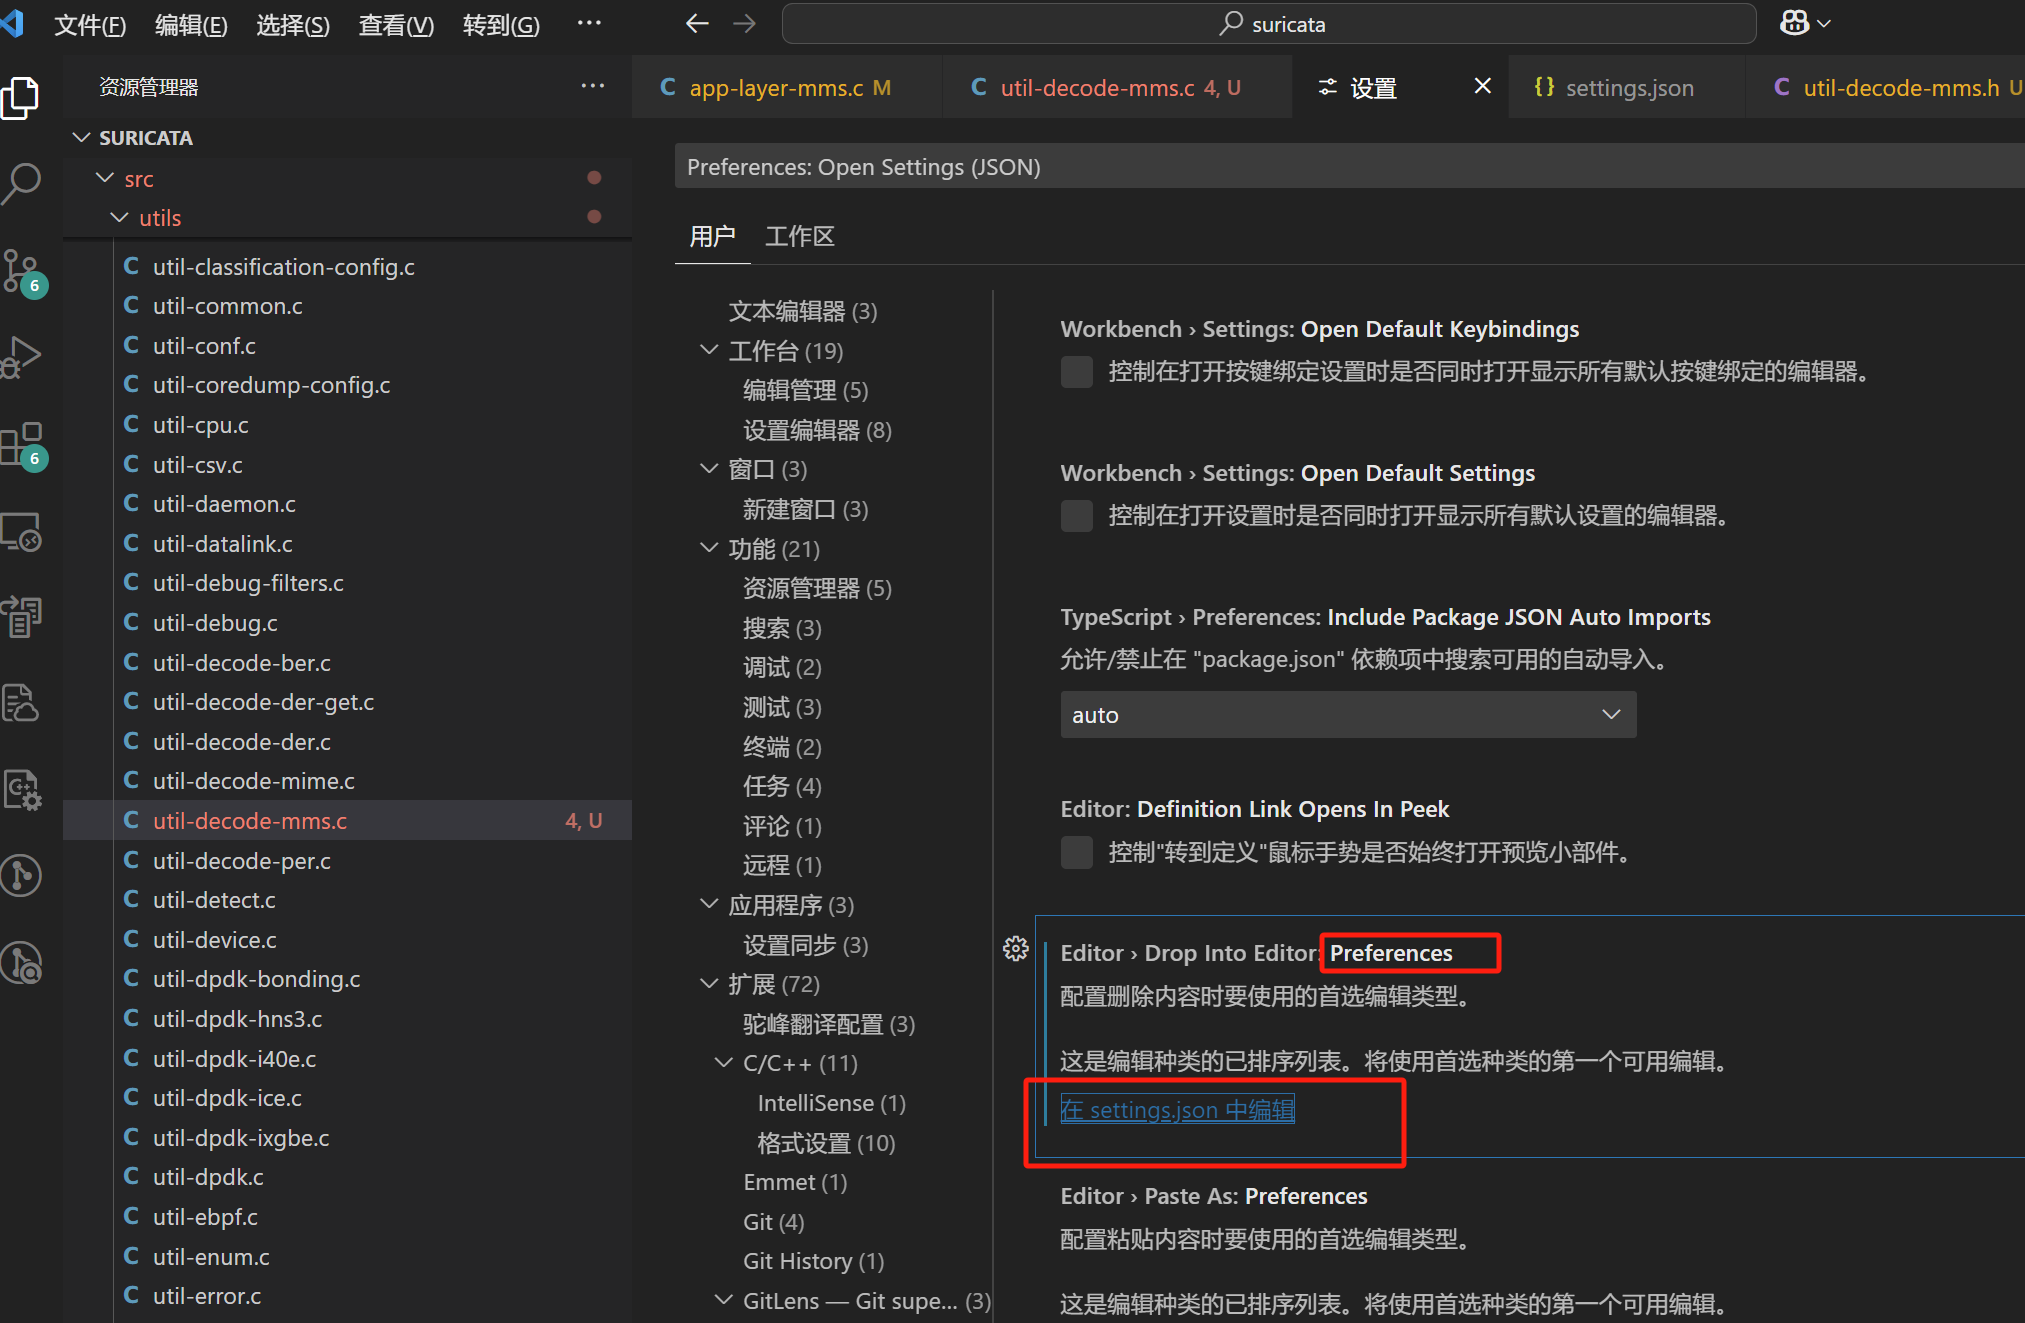 文件(F) 编辑(E) 选择(S) 查看(V) 转到(G) ··· suricata
资源管理器 ···
C app-layer-mms.c M
C util-decode-mms.c 4, U
设置
{} settings.json
C util-decode-mms.h U
SURICATA
src
utils
C util-classification-config.c
C util-common.c
C util-conf.c
C util-coredump-config.c
C util-cpu.c
C util-csv.c
C util-daemon.c
C util-datalink.c
C util-debug-filters.c
C util-debug.c
C util-decode-ber.c
C util-decode-der-get.c
C util-decode-der.c
C util-decode-mime.c
C util-decode-mms.c 4, U
C util-decode-per.c
C util-detect.c
C util-device.c
C util-dpdk-bonding.c
C util-dpdk-hns3.c
C util-dpdk-i40e.c
C util-dpdk-ice.c
C util-dpdk-ixgbe.c
C util-dpdk.c
C util-ebpf.c
C util-enum.c
C util-error.c
6
6
Preferences: Open Settings (JSON)
用户 工作区
文本编辑器 (3)
工作台 (19)
编辑管理 (5)
设置编辑器 (8)
窗口 (3)
新建窗口 (3)
功能 (21)
资源管理器 (5)
搜索 (3)
调试 (2)
测试 (3)
终端 (2)
任务 (4)
评论 (1)
远程 (1)
应用程序 (3)
设置同步 (3)
扩展 (72)
驼峰翻译配置 (3)
C/C++ (11)
IntelliSense (1)
格式设置 (10)
Emmet (1)
Git (4)
Git History (1)
GitLens — Git supe... (3)
Workbench › Settings: Open Default Keybindings
控制在打开按键绑定设置时是否同时打开显示所有默认按键绑定的编辑器。
Workbench › Settings: Open Default Settings
控制在打开设置时是否同时打开显示所有默认设置的编辑器。
TypeScript › Preferences: Include Package JSON Auto Imports
允许/禁止在 "package.json" 依赖项中搜索可用的自动导入。
auto
Editor: Definition Link Opens In Peek
控制"转到定义"鼠标手势是否始终打开预览小部件。
Editor › Drop Into Editor: Preferences
配置删除内容时要使用的首选编辑类型。
这是编辑种类的已排序列表。将使用首选种类的第一个可用编辑。
在 settings.json 中编辑
Editor › Paste As: Preferences
配置粘贴内容时要使用的首选编辑类型。
这是编辑种类的已排序列表。将使用首选种类的第一个可用编辑。